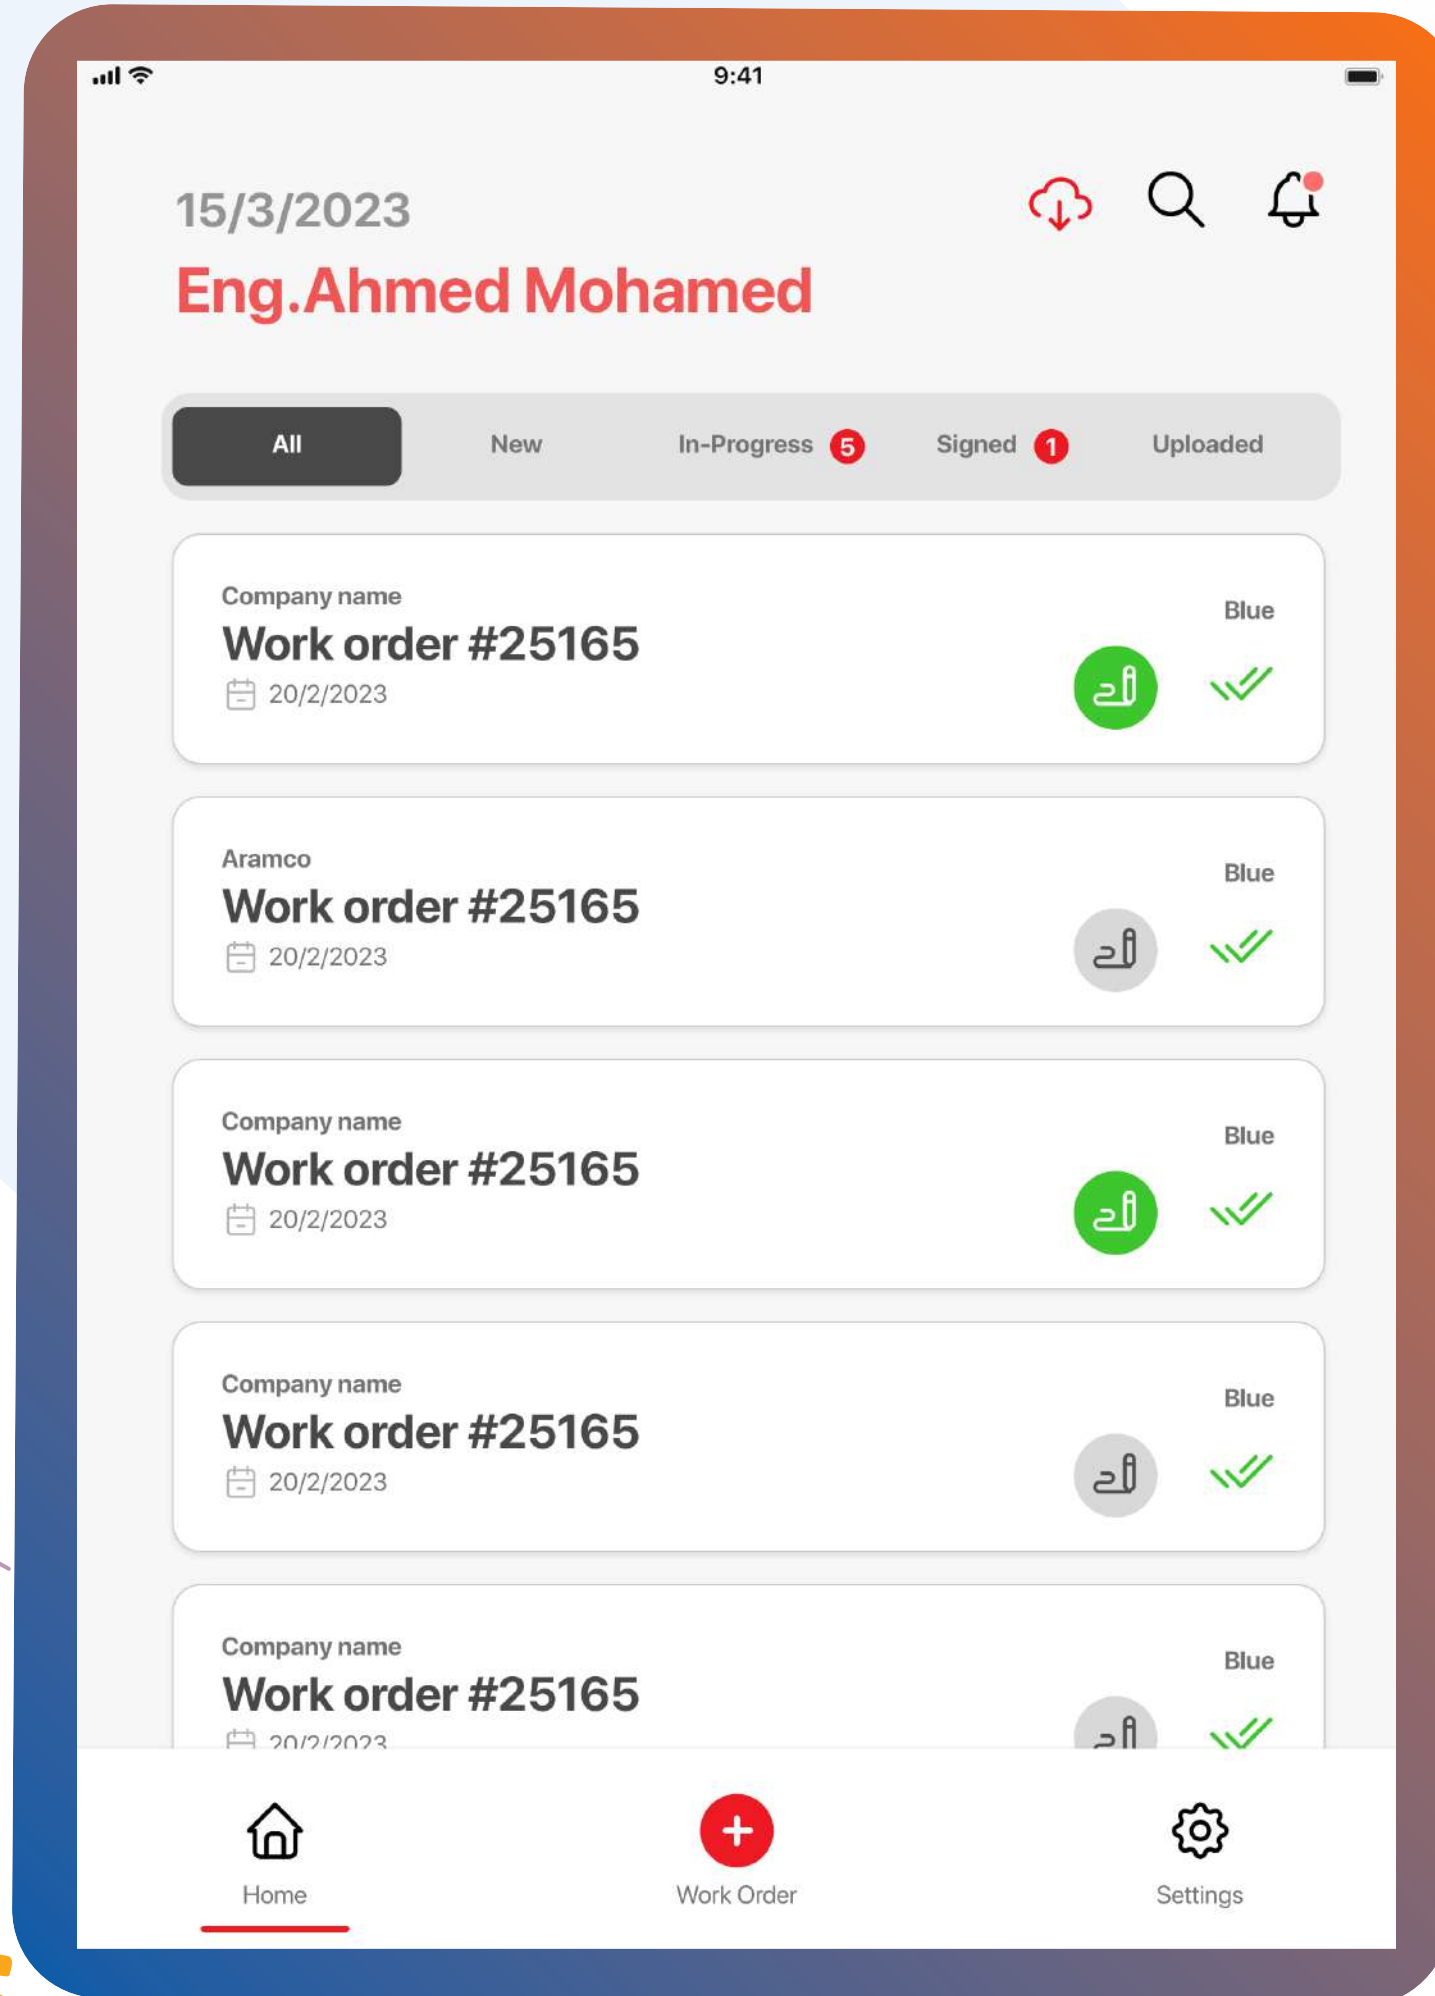 9:41
15/3/2023
Eng.Ahmed Mohamed
All New In-Progress 5 Signed 1 Uploaded
Company name
Blue
Work order #25165
20/2/2023
Aramco
Blue
Work order #25165
20/2/2023
Company name
Blue
Work order #25165
20/2/2023
Company name
Blue
Work order #25165
20/2/2023
Company name
Blue
Work order #25165
20/2/2023
Home Work Order Settings